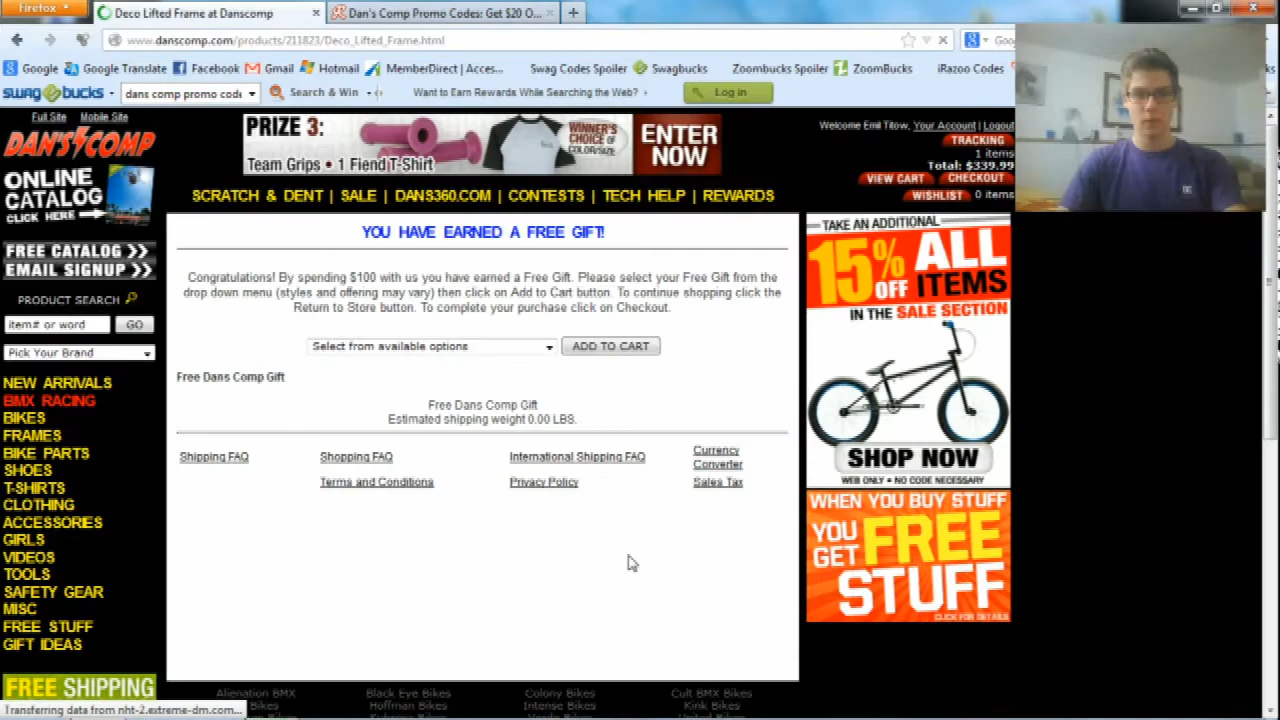 Firefox
Deco Lifted Frame at Danscomp
Dan's Comp Promo Codes: Get $20 O...
www.danscomp.com/products/211823/Deco_Lifted_Frame.html
Goo
Google
Google Translate
Facebook
Gmail
Hotmail
MemberDirect | Acces...
Swag Codes Spoiler
Swagbucks
Zoombucks Spoiler
ZoomBucks
iRazoo Codes
swag bucks
dans comp promo code
Search & Win
Want to Earn Rewards While Searching the Web?
Log in
Full Site
Mobile Site
DAN'S COMP
PRIZE 3:
Team Grips • 1 Fiend T-Shirt
WINNER'S CHOICE OF COLOR/SIZE
ENTER NOW
Welcome Emil Titow, Your Account | Logout
TRACKING
1 items
Total: $339.99
VIEW CART
CHECKOUT
WISHLIST
0 items
ONLINE CATALOG
CLICK HERE
SCRATCH & DENT | SALE | DANS360.COM | CONTESTS | TECH HELP | REWARDS
FREE CATALOG >>
EMAIL SIGNUP >>
PRODUCT SEARCH
item# or word
GO
Pick Your Brand
NEW ARRIVALS
BMX RACING
BIKES
FRAMES
BIKE PARTS
SHOES
T-SHIRTS
CLOTHING
ACCESSORIES
GIRLS
VIDEOS
TOOLS
SAFETY GEAR
MISC
FREE STUFF
GIFT IDEAS
FREE SHIPPING
YOU HAVE EARNED A FREE GIFT!
Congratulations! By spending $100 with us you have earned a Free Gift. Please select your Free Gift from the
drop down menu (styles and offering may vary) then click on Add to Cart button. To continue shopping click the
Return to Store button. To complete your purchase click on Checkout.
Select from available options
ADD TO CART
Free Dans Comp Gift
Free Dans Comp Gift
Estimated shipping weight 0.00 LBS.
Shipping FAQ
Shopping FAQ
International Shipping FAQ
Currency Converter
Terms and Conditions
Privacy Policy
Sales Tax
TAKE AN ADDITIONAL
15% OFF ALL ITEMS
IN THE SALE SECTION
SHOP NOW
WEB ONLY • NO CODE NECESSARY
WHEN YOU BUY STUFF
YOU GET FREE STUFF
CLICK FOR DETAILS
Alienation BMX
Black Eye Bikes
Colony Bikes
Cult BMX Bikes
Bikes
Hoffman Bikes
Intense Bikes
Kink Bikes
Transferring data from nht-2.extreme-dm.com...